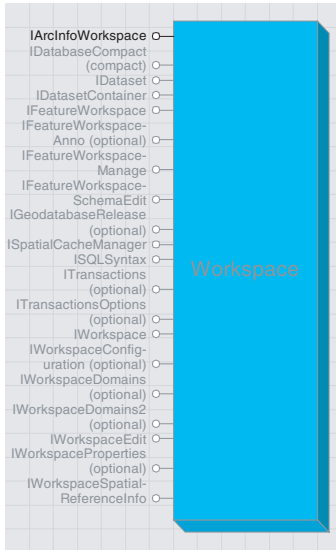 IArcInfoWorkspace
IDatabaseCompact
(compact)
IDataset
IDatasetContainer
IFeatureWorkspace
IFeatureWorkspace-
Anno (optional)
IFeatureWorkspace-
Manage
IFeatureWorkspace-
SchemaEdit
IGeodatabaseRelease
(optional)
ISpatialCacheManager
ISQLSyntax
ITransactions
(optional)
ITransactionsOptions
(optional)
IWorkspace
IWorkspaceConfig-
uration (optional)
IWorkspaceDomains
(optional)
IWorkspaceDomains2
(optional)
IWorkspaceEdit
IWorkspaceProperties
(optional)
IWorkspaceSpatial-
ReferenceInfo
Workspace